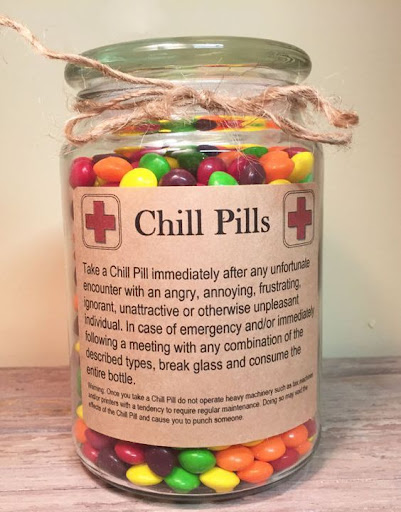 Chill Pills
Take a Chill Pill immediately after any unfortunate
encounter with an angry, annoying, frustrating,
ignorant, unattractive or otherwise unpleasant
individual. In case of emergency and/or immediately
following a meeting with any combination of the
described types, break glass and consume the
entire bottle.
Warning: Once you take a Chill Pill do not operate heavy machinery such as fax machines
and/or printers with a tendency to require regular maintenance. Doing so may void the
effects of the Chill Pill and cause you to punch someone.